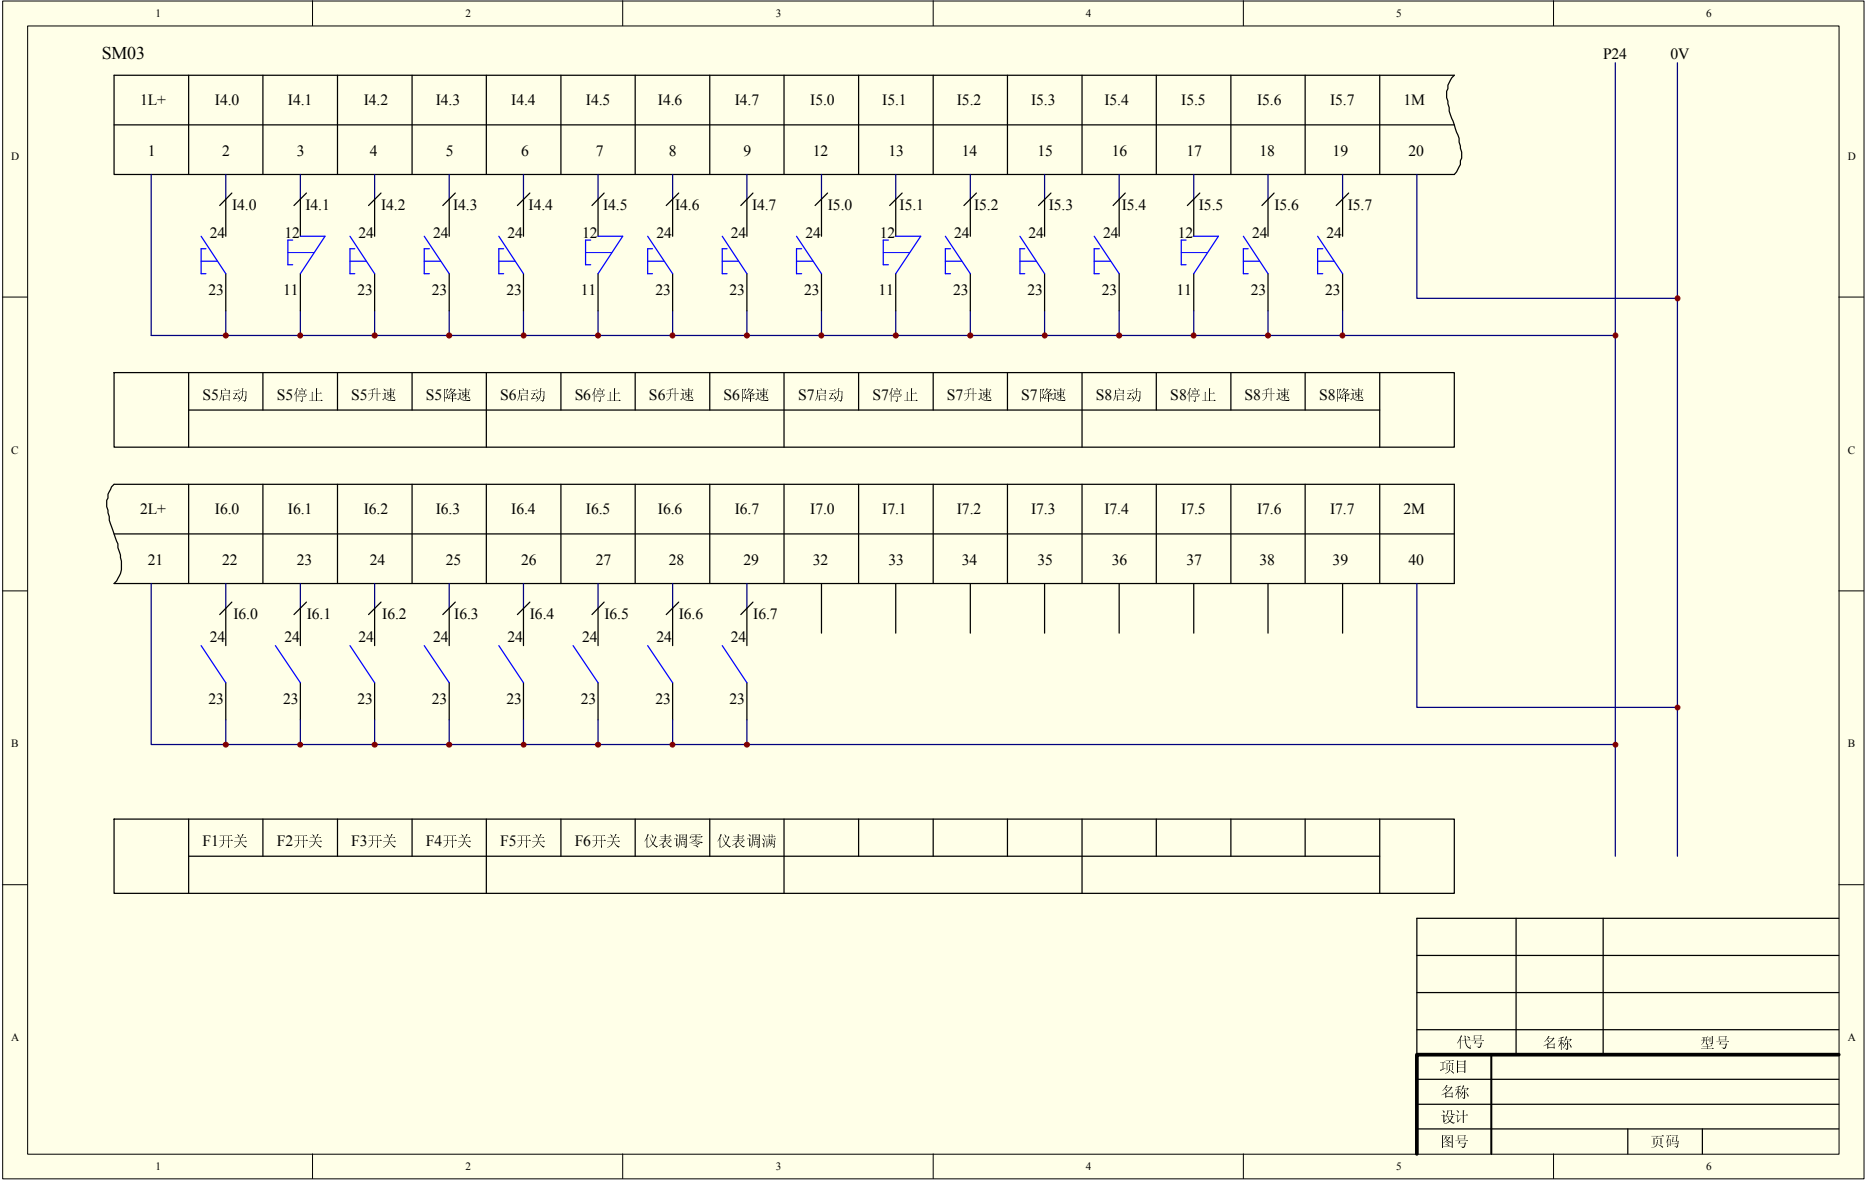 1 2 3 4 5 6
SM03 P24 0V
1L+ I4.0 I4.1 I4.2 I4.3 I4.4 I4.5 I4.6 I4.7 I5.0 I5.1 I5.2 I5.3 I5.4 I5.5 I5.6 I5.7 1M
D 1 2 3 4 5 6 7 8 9 12 13 14 15 16 17 18 19 20 D
I4.0 I4.1 I4.2 I4.3 I4.4 I4.5 I4.6 I4.7 I5.0 I5.1 I5.2 I5.3 I5.4 I5.5 I5.6 I5.7
24 12 24 24 24 12 24 24 24 12 24 24 24 12 24 24
23 11 23 23 23 11 23 23 23 11 23 23 23 11 23 23
S5启动 S5停止 S5升速 S5降速 S6启动 S6停止 S6升速 S6降速 S7启动 S7停止 S7升速 S7降速 S8启动 S8停止 S8升速 S8降速
C C
2L+ I6.0 I6.1 I6.2 I6.3 I6.4 I6.5 I6.6 I6.7 I7.0 I7.1 I7.2 I7.3 I7.4 I7.5 I7.6 I7.7 2M
21 22 23 24 25 26 27 28 29 32 33 34 35 36 37 38 39 40
I6.0 I6.1 I6.2 I6.3 I6.4 I6.5 I6.6 I6.7
24 24 24 24 24 24 24 24
23 23 23 23 23 23 23 23
B B
F1开关 F2开关 F3开关 F4开关 F5开关 F6开关 仪表调零 仪表调满
A 代号 名称 型号 A
项目
名称
设计
图号 页码
1 2 3 4 5 6